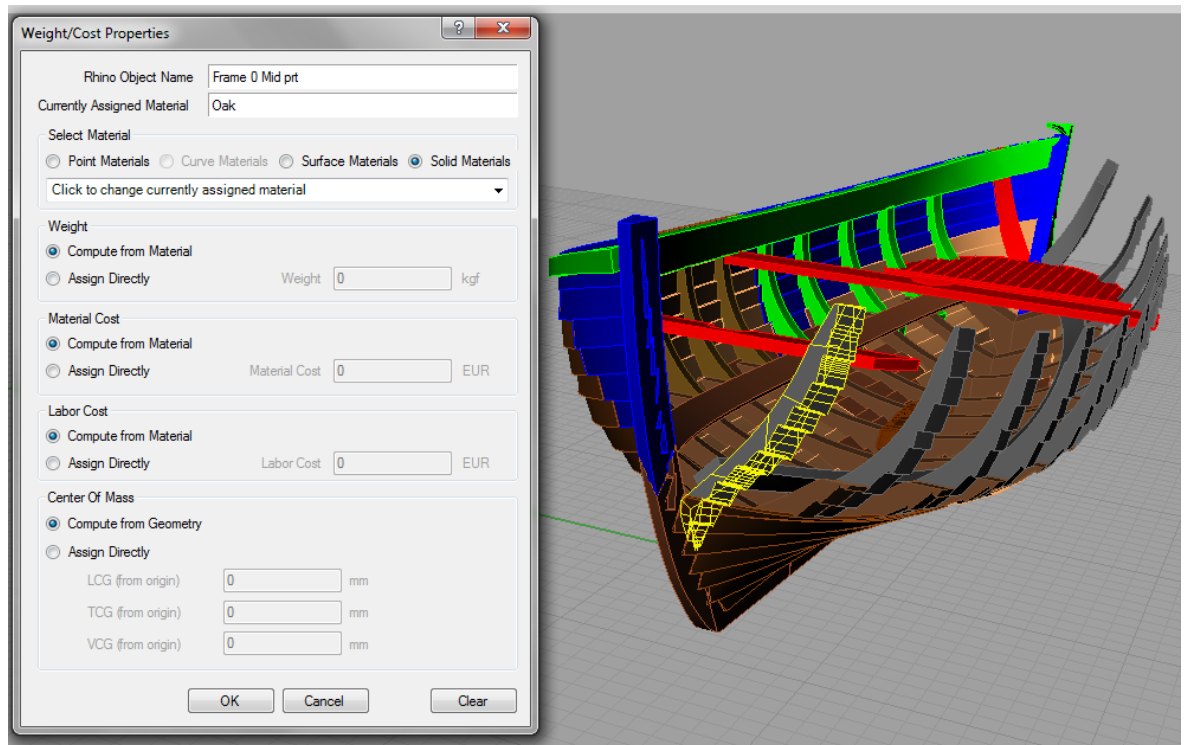 Weight/Cost Properties
Rhino Object Name Frame 0 Mid prt
Currently Assigned Material Oak
Select Material
Point Materials Curve Materials Surface Materials Solid Materials
Click to change currently assigned material
Weight
Compute from Material
Assign Directly Weight 0 kgf
Material Cost
Compute from Material
Assign Directly Material Cost 0 EUR
Labor Cost
Compute from Material
Assign Directly Labor Cost 0 EUR
Center Of Mass
Compute from Geometry
Assign Directly
LCG (from origin) 0 mm
TCG (from origin) 0 mm
VCG (from origin) 0 mm
OK Cancel Clear